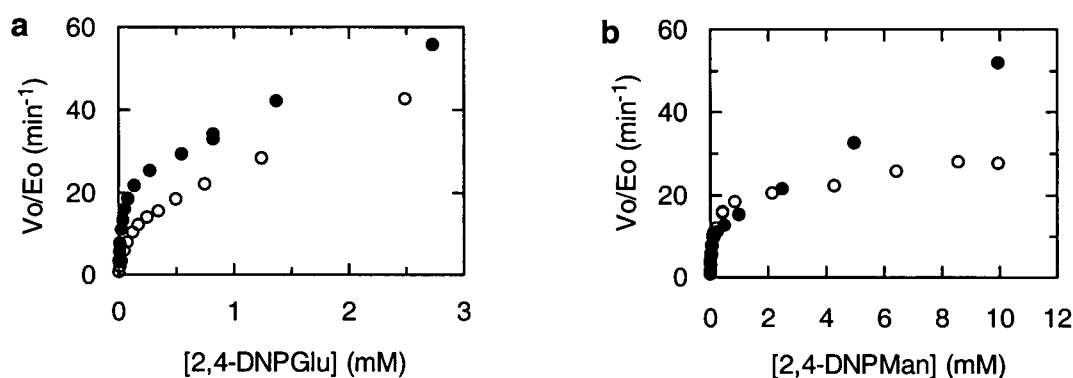 a
60
40
20
0
Vo/Eo (min⁻¹)
0 1 2 3
[2,4-DNPGlu] (mM)
b
60
40
20
0
Vo/Eo (min⁻¹)
0 2 4 6 8 10 12
[2,4-DNPMan] (mM)